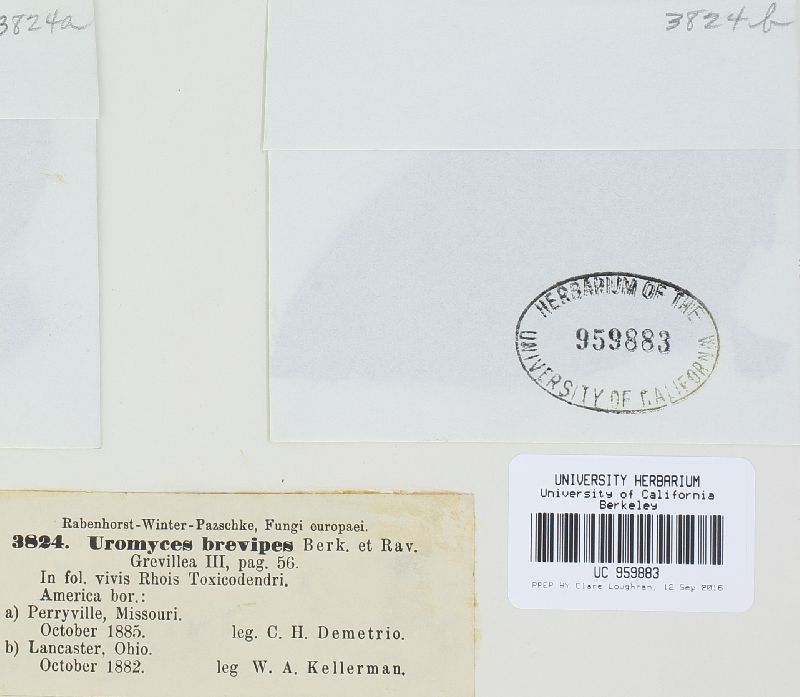 3824a
3824b
HERBARIUM OF THE
959883
UNIVERSITY OF CALIFORNIA
UNIVERSITY HERBARIUM
University of California
Berkeley
UC 959883
PREP BY Clare Loughran, 12 Sep 2016
Rabenhorst-Winter-Pazschke, Fungi europaei.
3824. Uromyces brevipes Berk. et Rav.
Grevillea III, pag. 56.
In fol. vivis Rhois Toxicodendri.
America bor.:
a) Perryville, Missouri.
October 1885. leg. C. H. Demetrio.
b) Lancaster, Ohio.
October 1882. leg W. A. Kellerman.